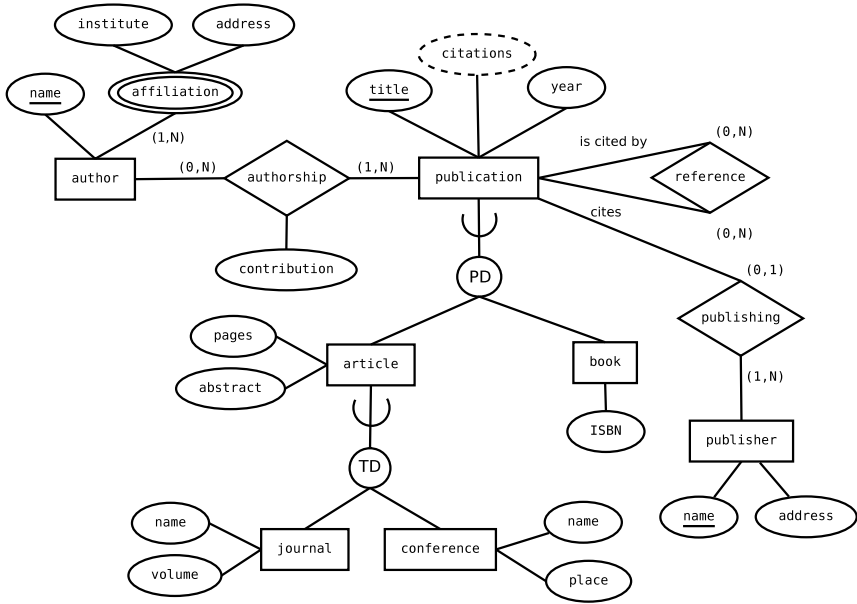 institute
address
citations
name
affiliation
title
year
(1,N)
(0,N)
is cited by
author
(0,N)
authorship
(1,N)
publication
reference
cites
(0,N)
contribution
PD
(0,1)
publishing
pages
article
book
abstract
(1,N)
ISBN
publisher
TD
name
name
name
address
journal
conference
volume
place